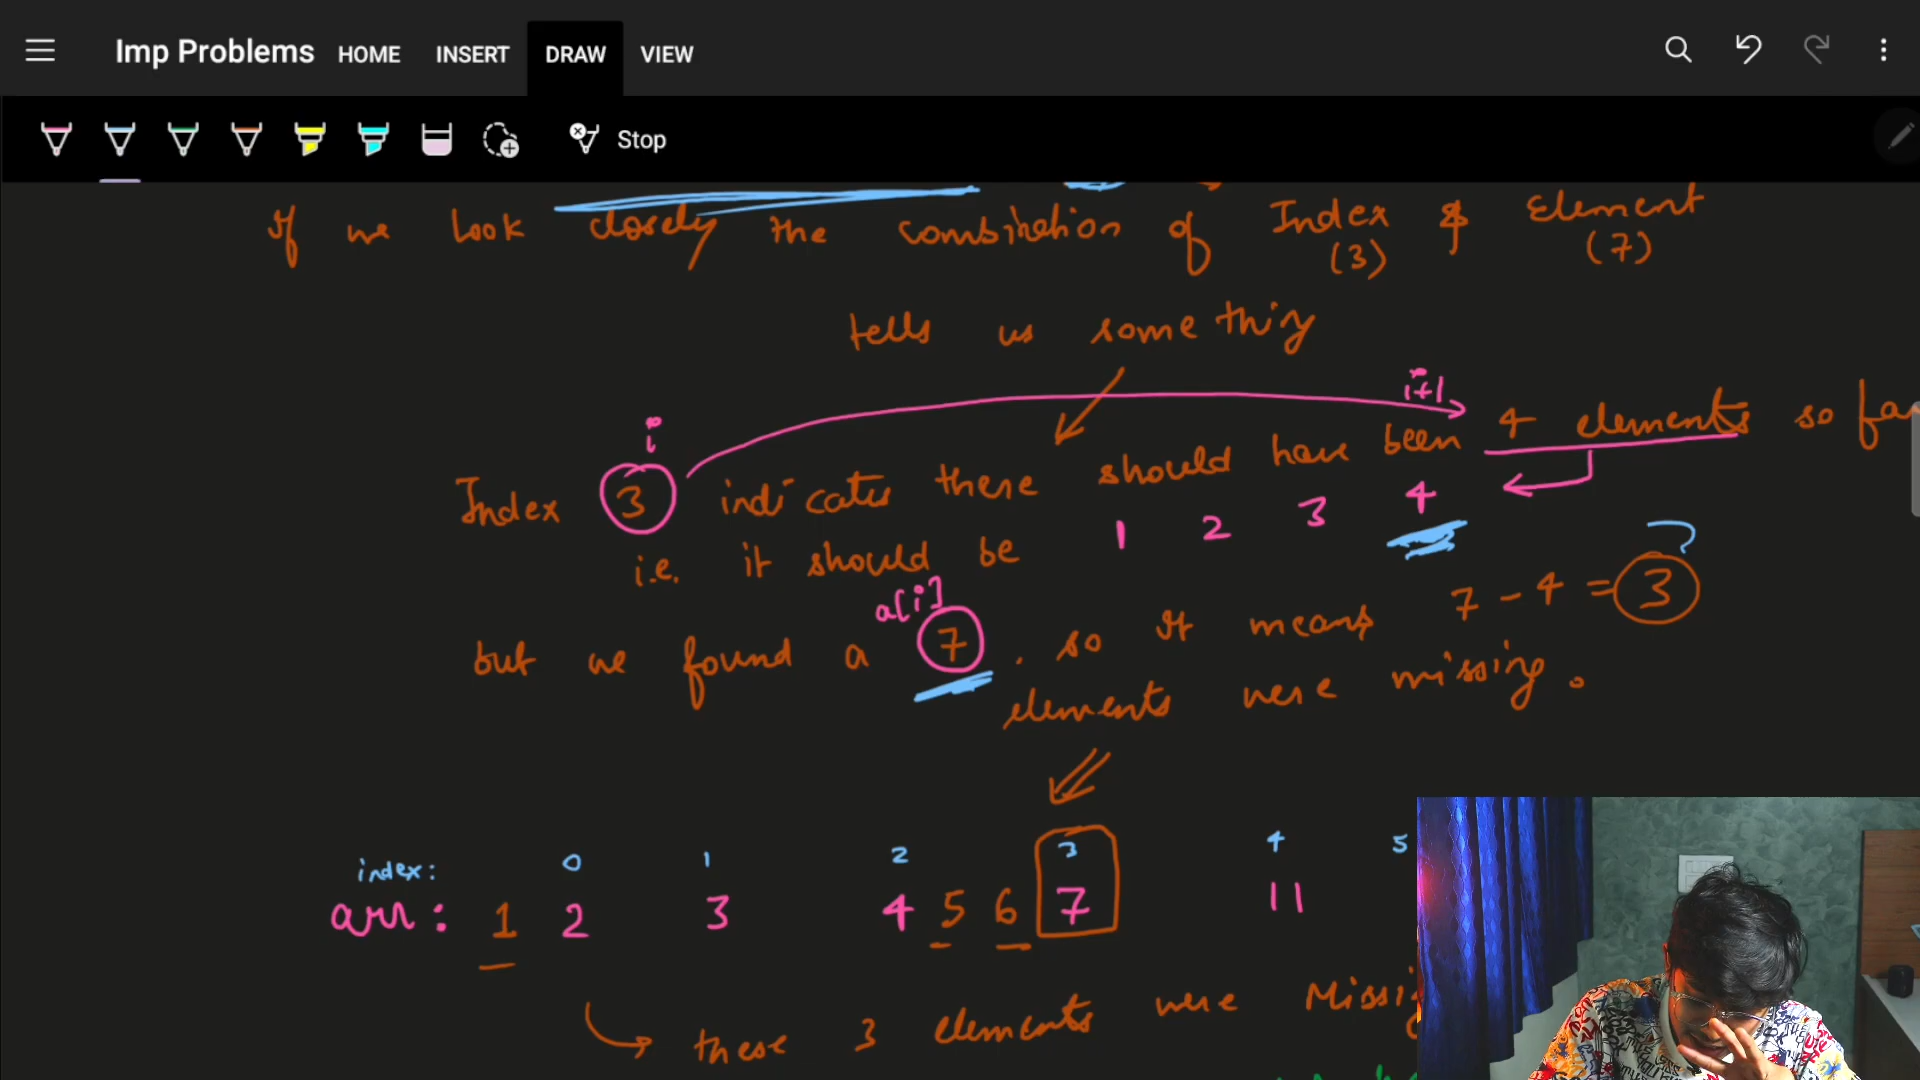 Imp Problems HOME INSERT DRAW VIEW
Stop
If we look closely the combination of Index & Element
(3) (7)
tells us something
i i+1
Index 3 indicates there should have been 4 elements so far
i.e. it should be 1 2 3 4
a[i]
but we found a 7 . so it means 7 - 4 = 3
elements were missing.
index: 0 1 2 3 4 5
arr: 1 2 3 4 5 6 7 11
these 3 elements were